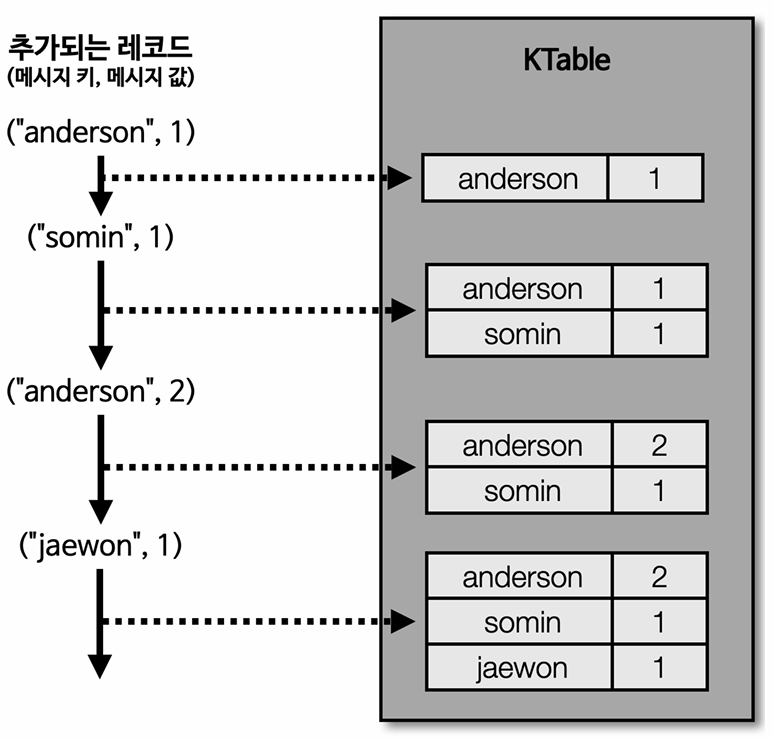 추가되는 레코드
(메시지 키, 메시지 값)
KTable
("anderson", 1)
anderson 1
("somin", 1)
anderson 1
somin 1
("anderson", 2)
anderson 2
somin 1
("jaewon", 1)
anderson 2
somin 1
jaewon 1